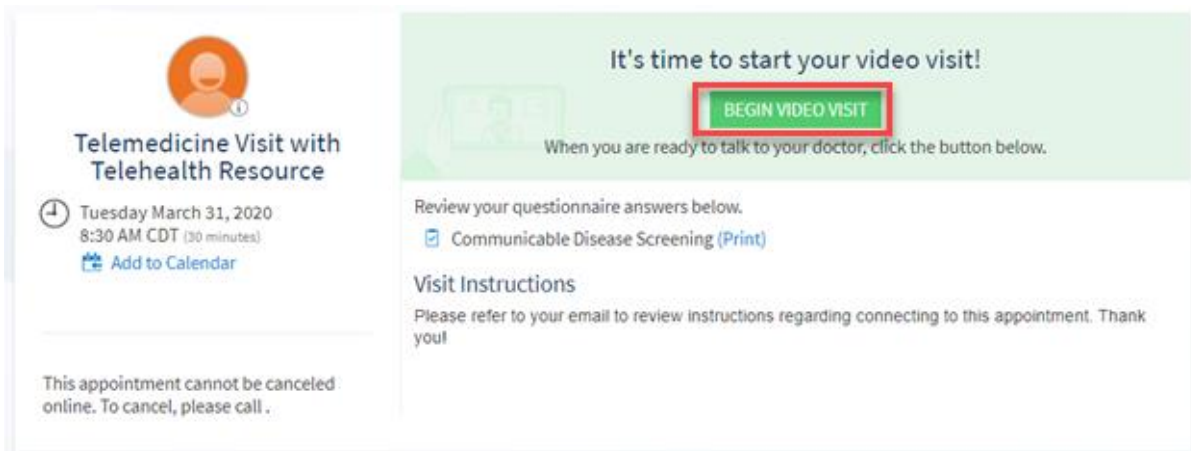 Telemedicine Visit with
Telehealth Resource
Tuesday March 31, 2020
8:30 AM CDT (30 minutes)
Add to Calendar
This appointment cannot be canceled
online. To cancel, please call .
It's time to start your video visit!
BEGIN VIDEO VISIT
When you are ready to talk to your doctor, click the button below.
Review your questionnaire answers below.
Communicable Disease Screening (Print)
Visit Instructions
Please refer to your email to review instructions regarding connecting to this appointment. Thank
you!